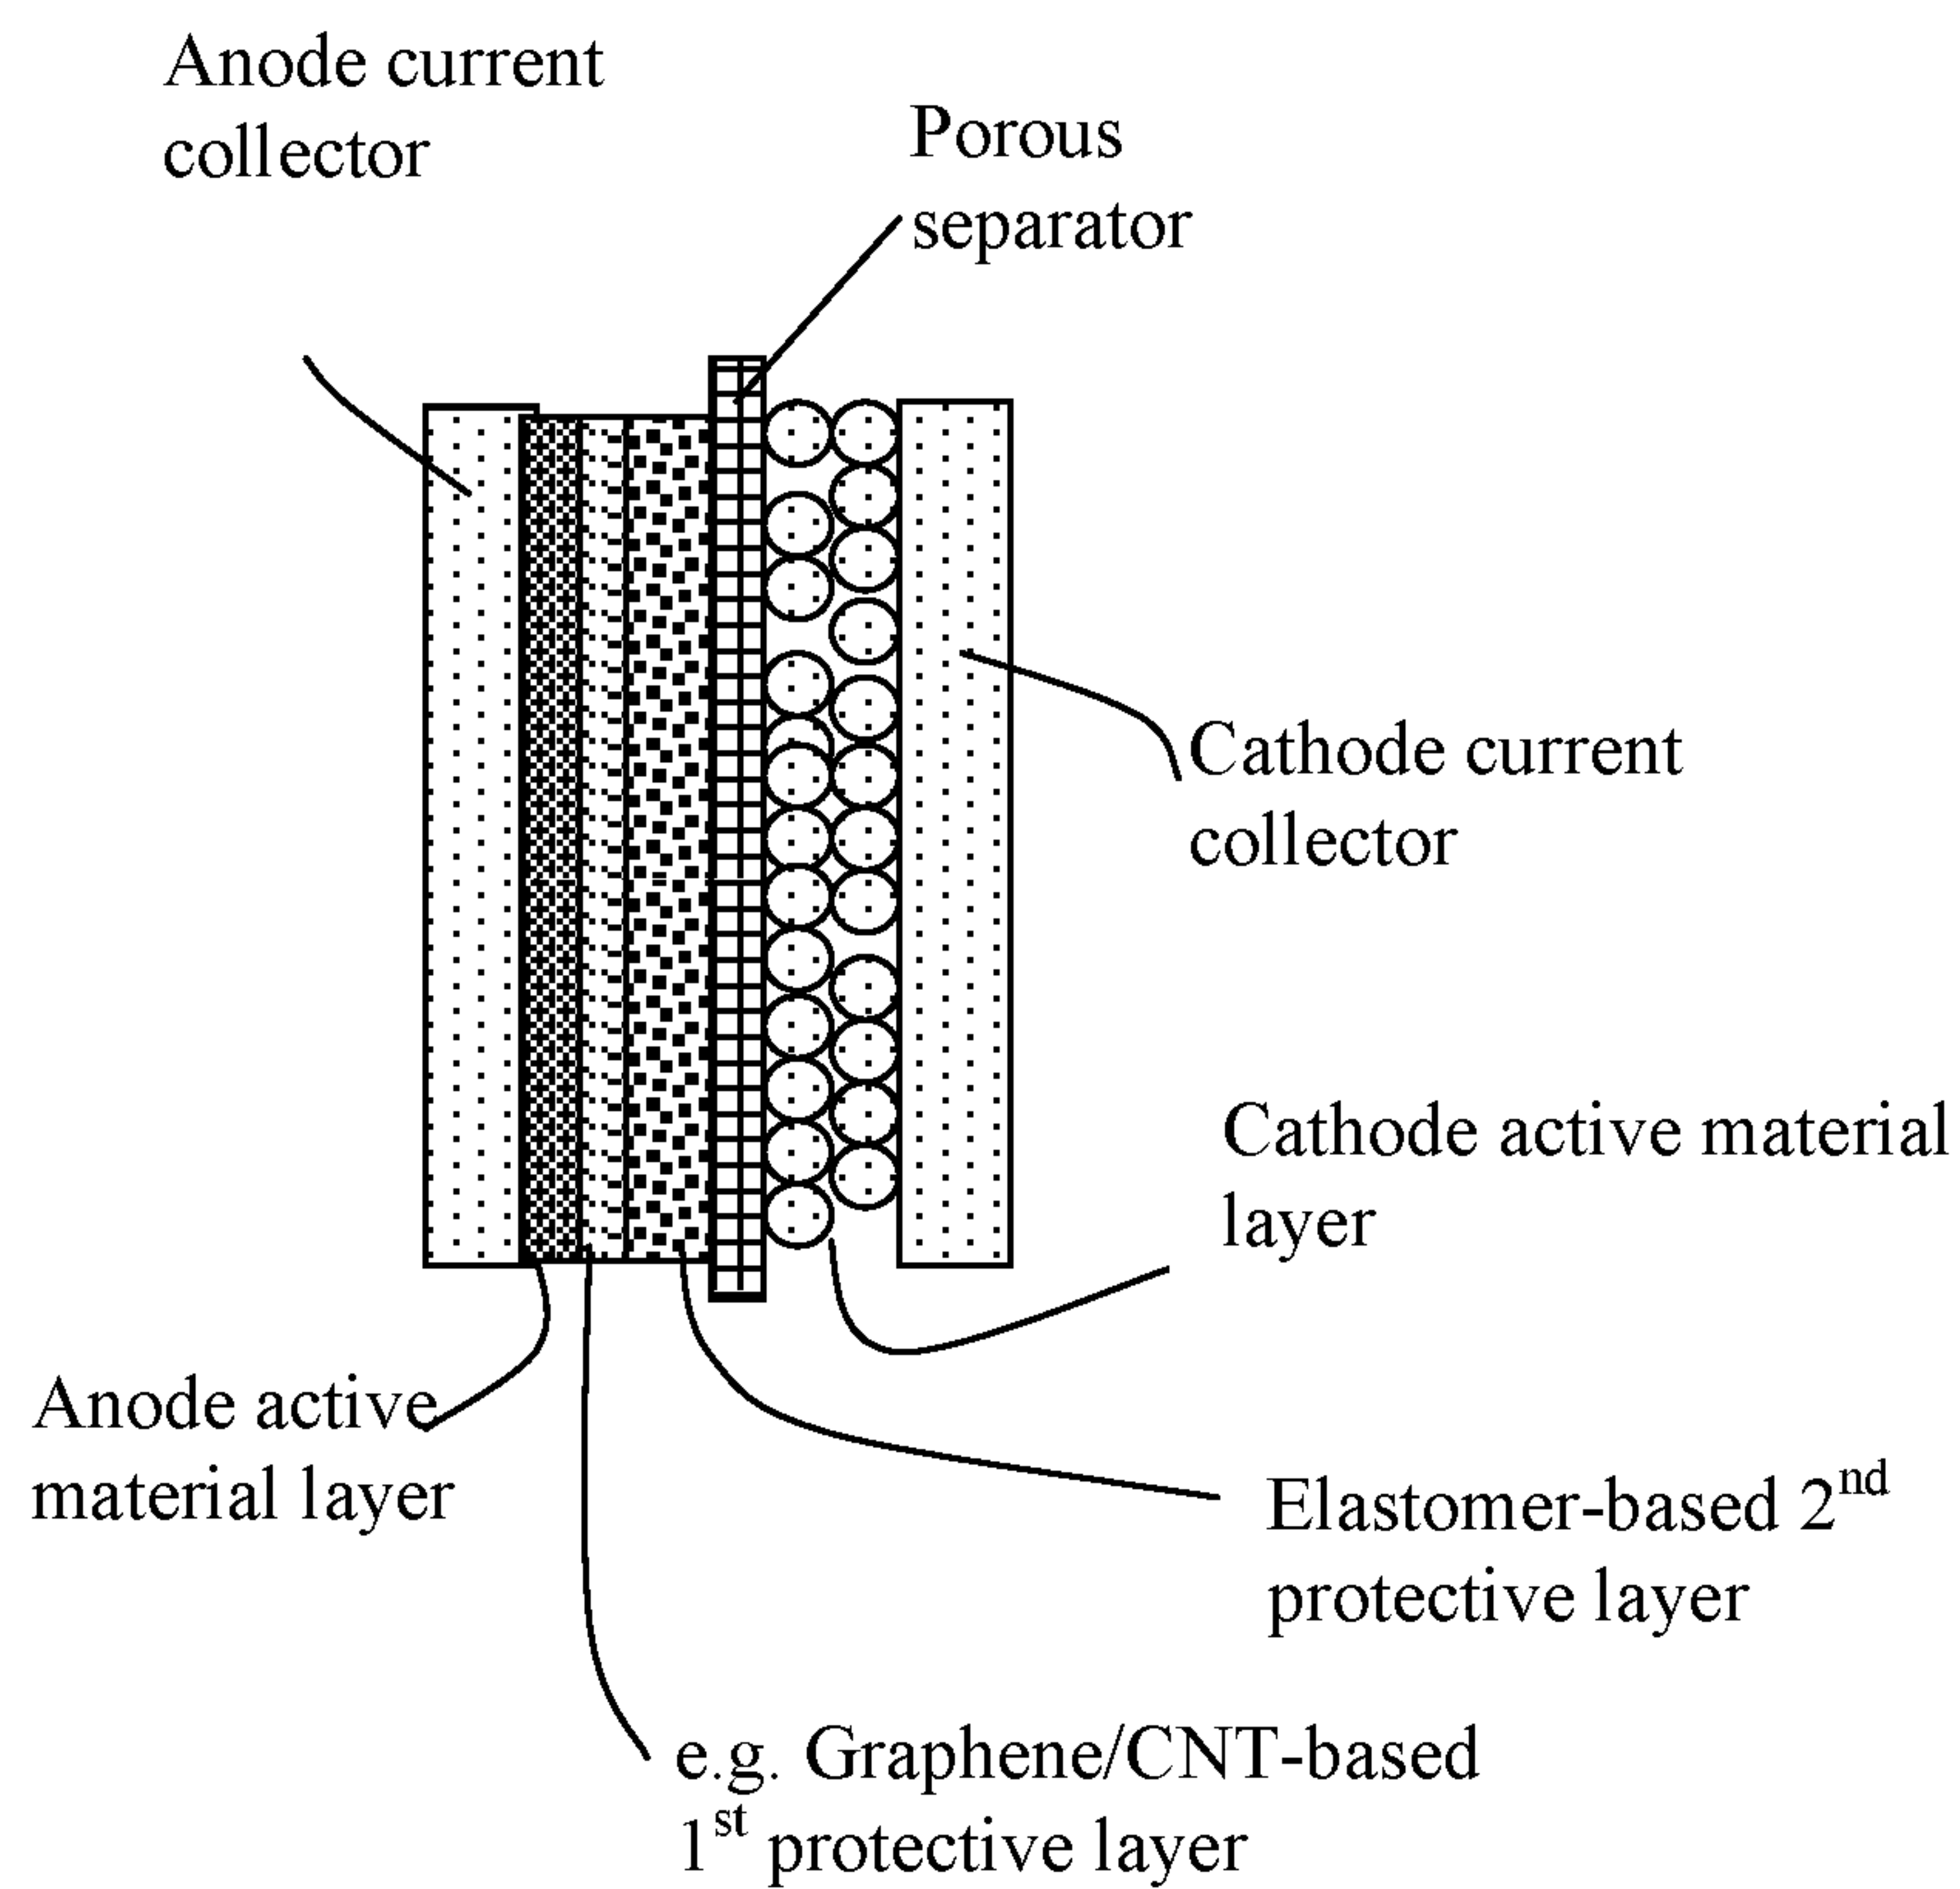 Anode current
collector
Porous
separator
Cathode current
collector
Cathode active material
layer
Anode active
material layer
Elastomer-based 2nd
protective layer
e.g. Graphene/CNT-based
1st protective layer